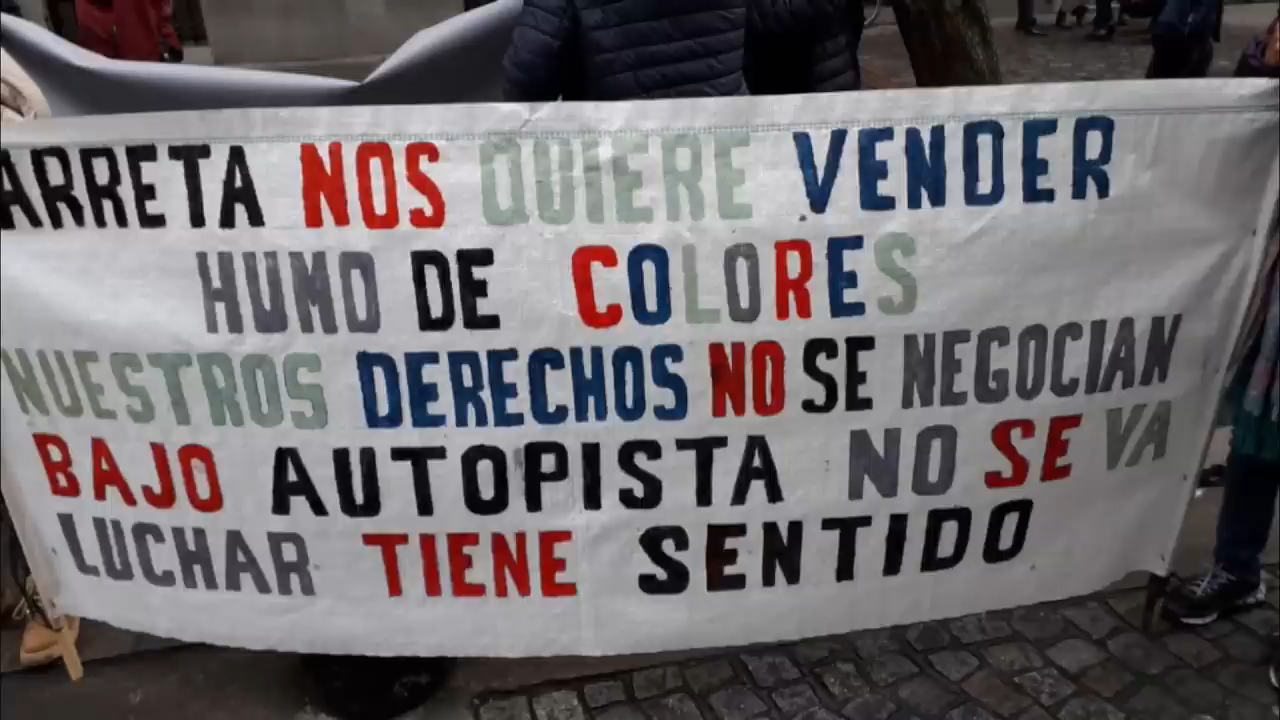 ARRETA NOS QUIERE VENDER
HUMO DE COLORES
NUESTROS DERECHOS NO SE NEGOCIAN
BAJO AUTOPISTA NO SE VA
LUCHAR TIENE SENTIDO